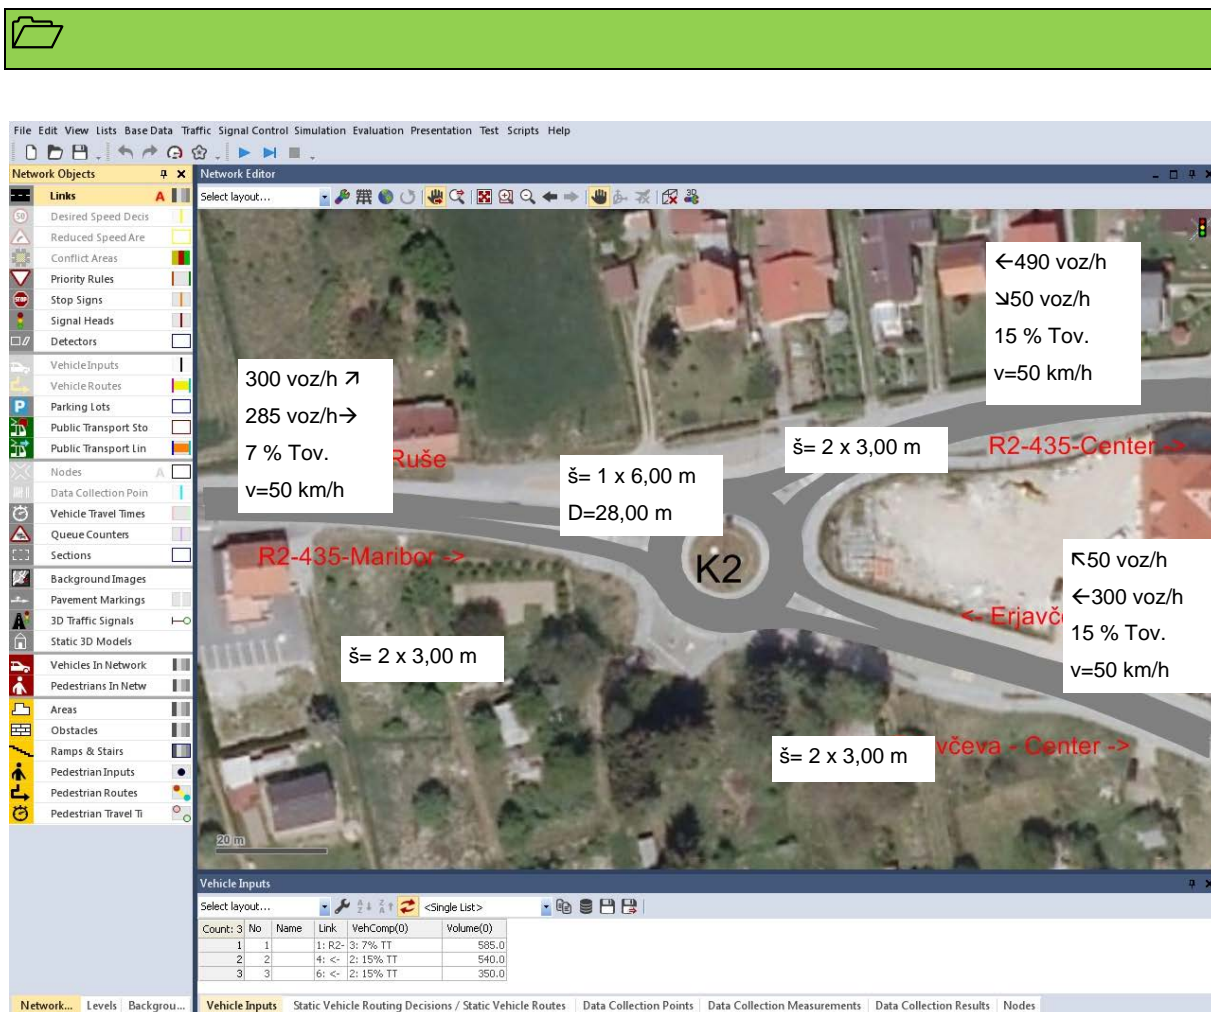 File Edit View Lists Base Data Traffic Signal Control Simulation Evaluation Presentation Test Scripts Help
Network Objects
Links A
Desired Speed Decis
Reduced Speed Are
Conflict Areas
Priority Rules
Stop Signs
Signal Heads
Detectors
Vehicle Inputs
Vehicle Routes
Parking Lots
Public Transport Sto
Public Transport Lin
Nodes A
Data Collection Poin
Vehicle Travel Times
Queue Counters
Sections
Background Images
Pavement Markings
3D Traffic Signals
Static 3D Models
Vehicles In Network
Pedestrians In Netw
Areas
Obstacles
Ramps & Stairs
Pedestrian Inputs
Pedestrian Routes
Pedestrian Travel Ti
Network... Levels Backgrou...
Network Editor
Select layout...
←490 voz/h
↘50 voz/h
15 % Tov.
v=50 km/h
300 voz/h ↗
285 voz/h→
7 % Tov.
v=50 km/h
Ruše
š= 2 x 3,00 m
R2-435-Center ->
š= 1 x 6,00 m
D=28,00 m
R2-435-Maribor ->
K2
↖50 voz/h
←300 voz/h
15 % Tov.
v=50 km/h
<- Erjavč
š= 2 x 3,00 m
š= 2 x 3,00 m
včeva - Center ->
20 m
Vehicle Inputs
Select layout... <Single List>
Count: 3 No Name Link VehComp(0) Volume(0)
1 1 1: R2- 3: 7% TT 585.0
2 2 4: <- 2: 15% TT 540.0
3 3 6: <- 2: 15% TT 350.0
Vehicle Inputs Static Vehicle Routing Decisions / Static Vehicle Routes Data Collection Points Data Collection Measurements Data Collection Results Nodes